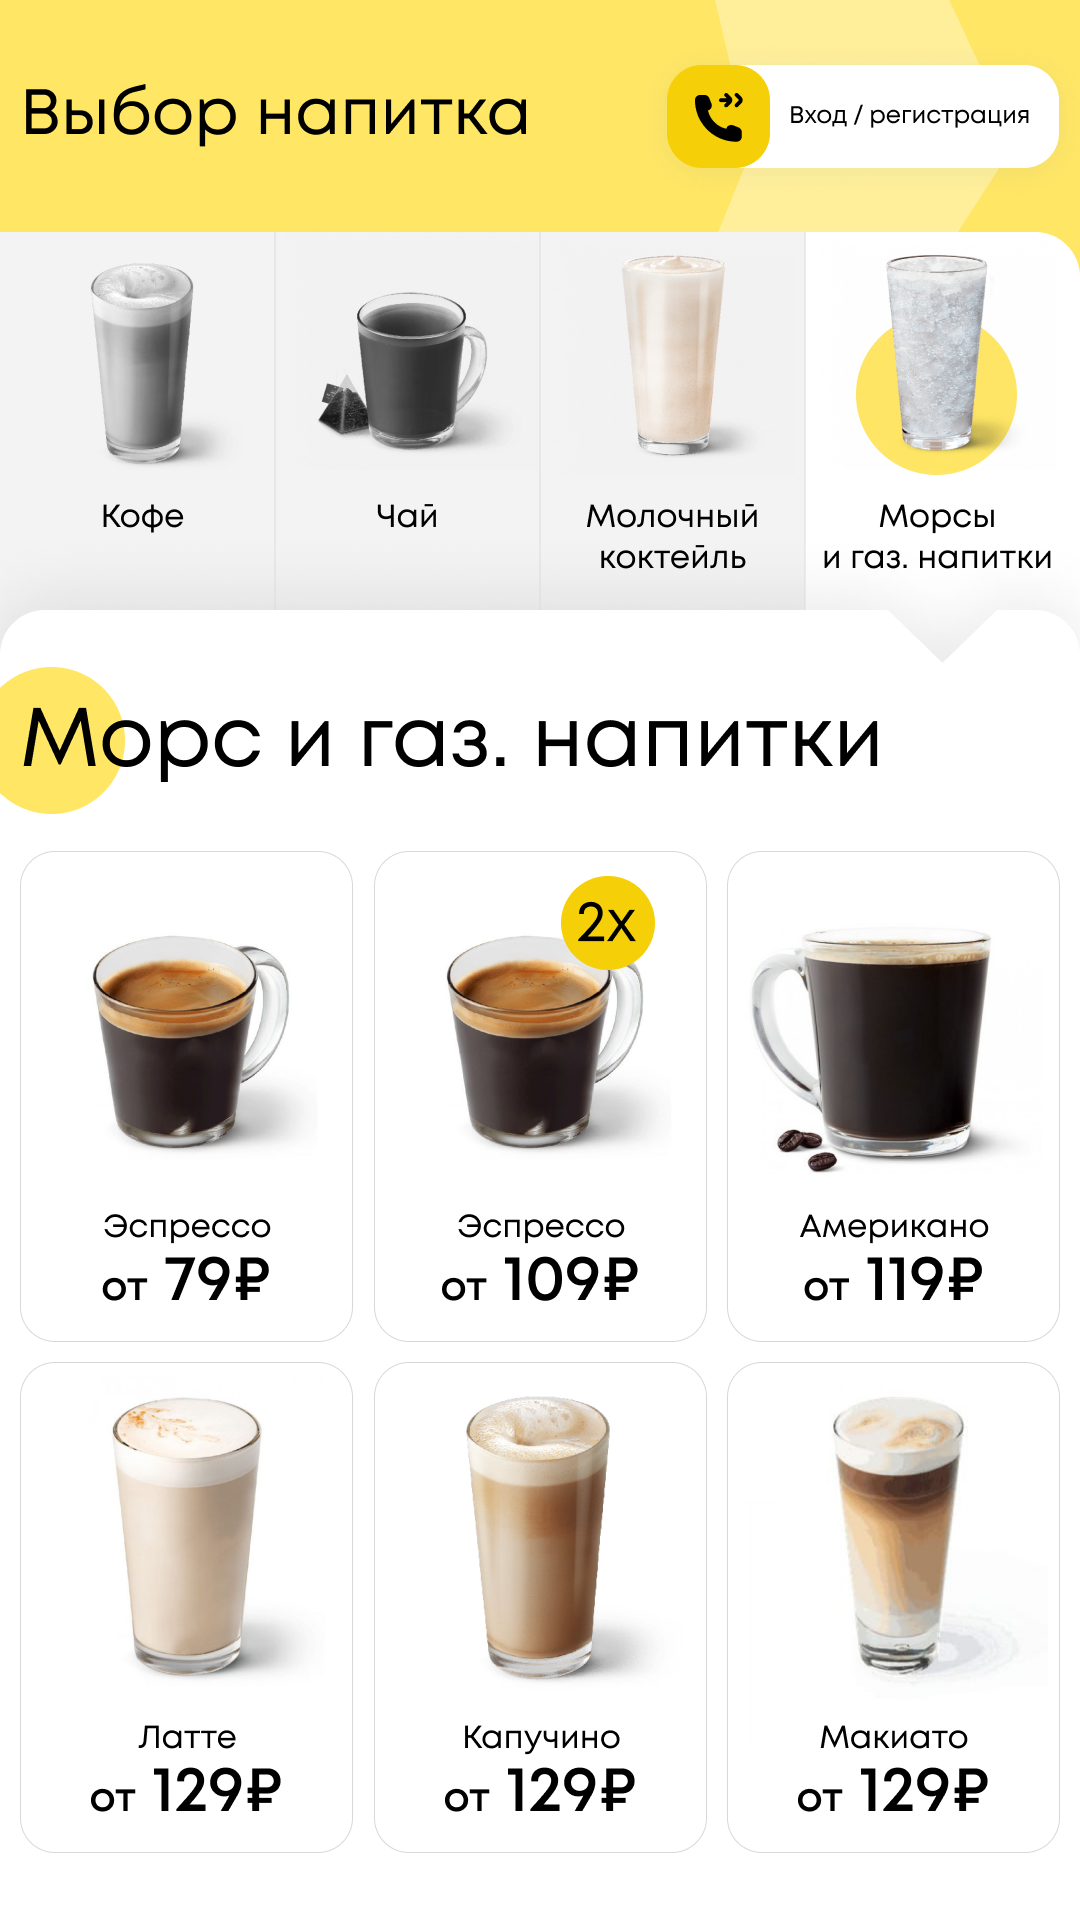 Выбор напитка
Вход / регистрация
Кофе
Чай
Молочный
коктейль
Морсы
и газ. напитки
Морс и газ. напитки
Эспрессо
от 79₽
2х
Эспрессо
от 109₽
Американо
от 119₽
Латте
от 129₽
Капучино
от 129₽
Макиато
от 129₽